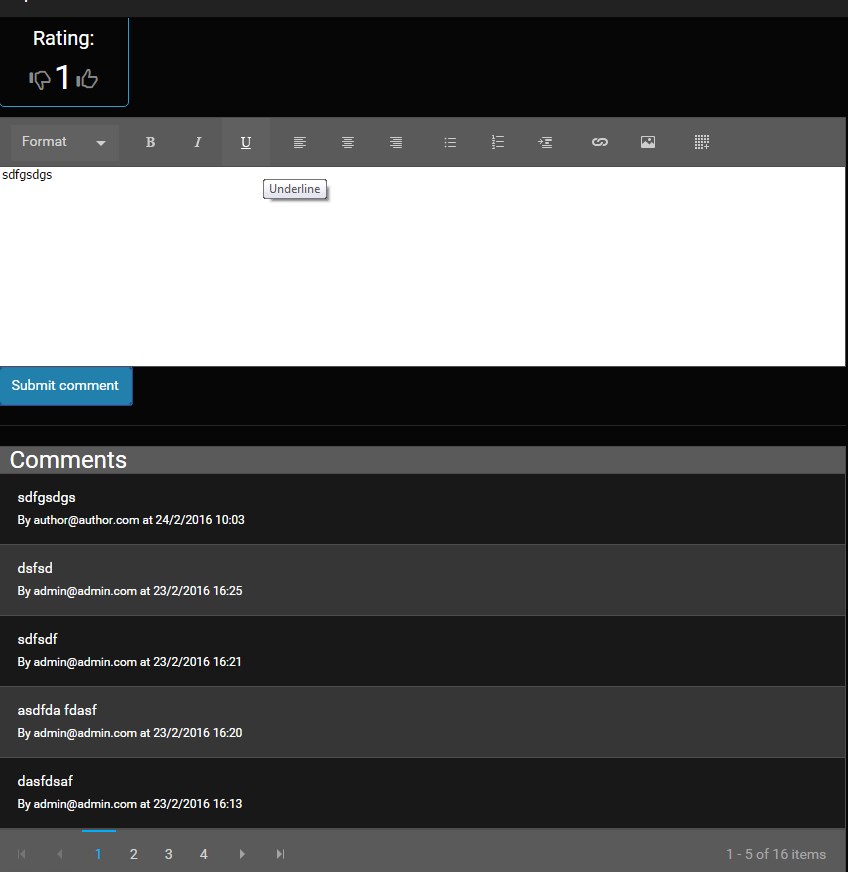 Rating:
1
Format B I U
sdfgsdgs
Underline
Submit comment
Comments
sdfgsdgs
By author@author.com at 24/2/2016 10:03
dsfsd
By admin@admin.com at 23/2/2016 16:25
sdfsdf
By admin@admin.com at 23/2/2016 16:21
asdfda fdasf
By admin@admin.com at 23/2/2016 16:20
dasfdsaf
By admin@admin.com at 23/2/2016 16:13
1 2 3 4 1 - 5 of 16 items